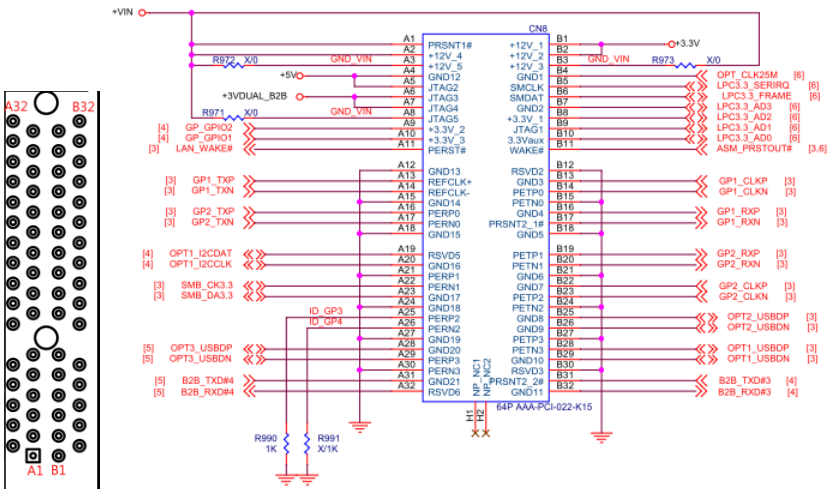 +VIN
CN8
A1 PRSNT1# +12V_1 B1 +3.3V
A2 +12V_4 +12V_2 B2
R972 X/0 GND_VIN A3 +12V_5 +12V_3 B3 GND_VIN R973 X/0
+5V A4 GND12 GND1 B4 OPT_CLK25M [6]
A5 JTAG2 SMCLK B5 LPC3.3_SERIRQ [6]
+3VDUAL_B2B A6 JTAG3 SMDAT B6 LPC3.3_FRAME [6]
A7 JTAG4 GND2 B7 LPC3.3_AD3 [6]
R971 X/0 GND_VIN A8 JTAG5 +3.3V_1 B8 LPC3.3_AD2 [6]
[4] GP_GPIO2 A9 +3.3V_2 JTAG1 B9 LPC3.3_AD1 [6]
[4] GP_GPIO1 A10 +3.3V_3 3.3Vaux B10 LPC3.3_AD0 [6]
[3] LAN_WAKE# A11 PERST# WAKE# B11 ASM_PRSTOUT# [3,6]
A12 GND13 RSVD2 B12
[3] GP1_TXP A13 REFCLK+ GND3 B13 GP1_CLKP [3]
[3] GP1_TXN A14 REFCLK- PETP0 B14 GP1_CLKN [3]
A15 GND14 PETN0 B15
[3] GP2_TXP A16 PERP0 GND4 B16 GP1_RXP [3]
[3] GP2_TXN A17 PERN0 PRSNT2_1# B17 GP1_RXN [3]
A18 GND15 GND5 B18
[4] OPT1_I2CDAT A19 RSVD5 PETP1 B19 GP2_RXP [3]
[4] OPT1_I2CCLK A20 GND16 PETN1 B20 GP2_RXN [3]
A21 PERP1 GND6 B21
[3] SMB_CK3.3 A22 PERN1 GND7 B22 GP2_CLKP [3]
[3] SMB_DA3.3 A23 GND17 PETP2 B23 GP2_CLKN [3]
A24 GND18 PETN2 B24
ID_GP3 A25 PERP2 GND8 B25 OPT2_USBDP [3]
ID_GP4 A26 PERN2 GND9 B26 OPT2_USBDN [3]
A27 GND19 PETP3 B27
[5] OPT3_USBDP A28 GND20 PETN3 B28 OPT1_USBDP [3]
[5] OPT3_USBDN A29 PERP3 GND10 B29 OPT1_USBDN [3]
A30 PERN3 RSVD3 B30
[5] B2B_TXD#4 A31 GND21 PRSNT2_2# B31 B2B_TXD#3 [4]
[5] B2B_RXD#4 A32 RSVD6 GND11 B32 B2B_RXD#3 [4]
NP_NC1
NP_NC2
64P AAA-PCI-022-K15
H1
H2
R990
1K
R991
X/1K
A32 B32
A1 B1